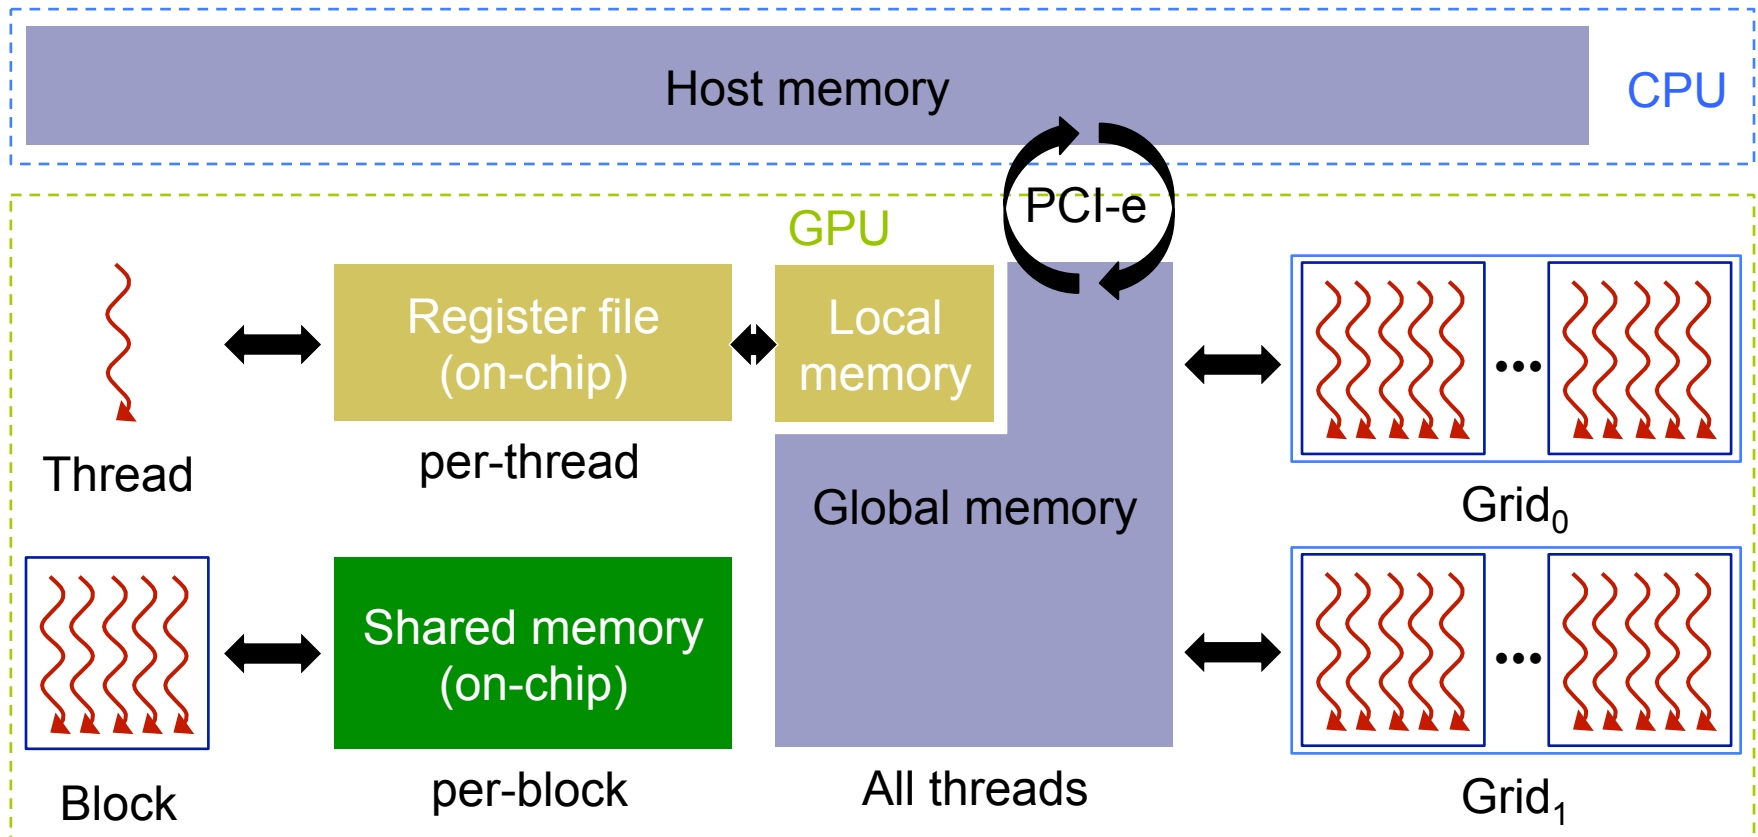 Host memory
CPU
PCI-e
GPU
Register file
(on-chip)
Local
memory
Thread
per-thread
Global memory
Grid₀
Shared memory
(on-chip)
Block
per-block
All threads
Grid₁